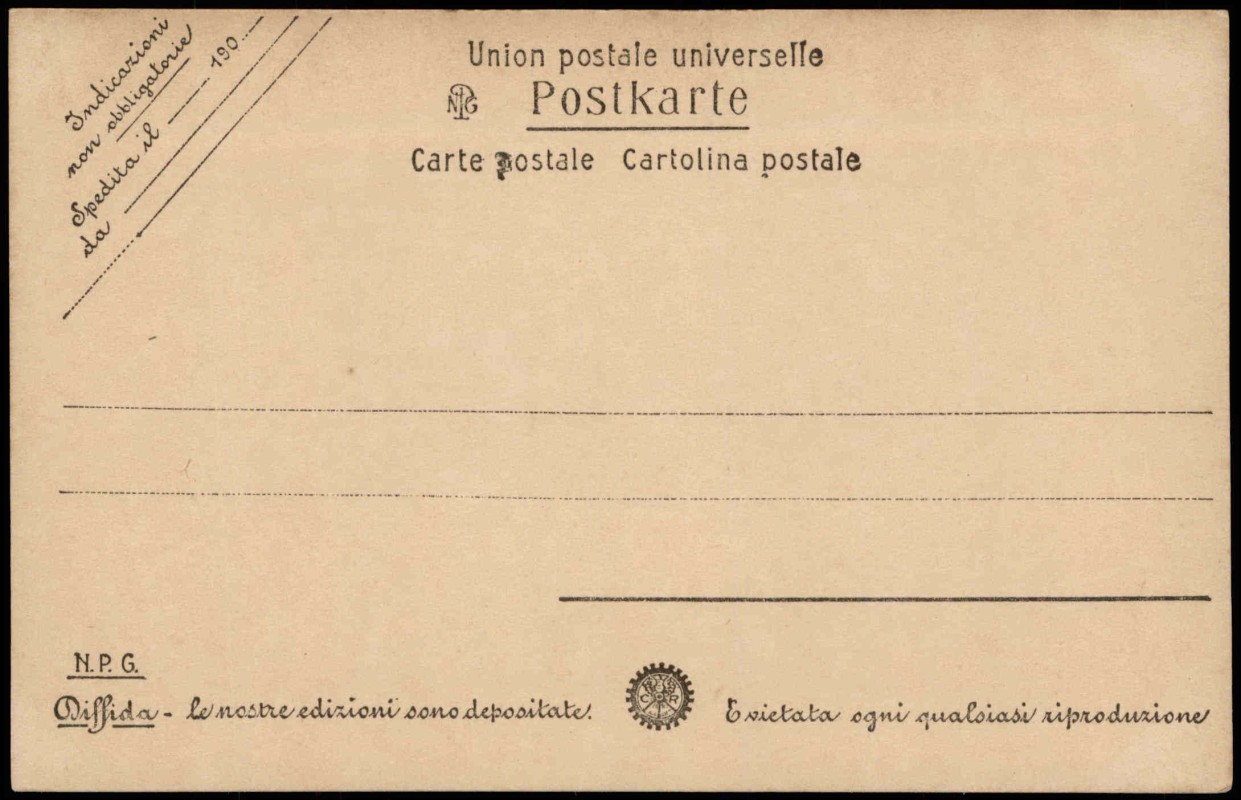 Indicazioni
non obbligatorie
Spedita il 190
da
Union postale universelle
NPG Postkarte
Carte postale Cartolina postale
N. P. G.
Diffida - le nostre edizioni sono depositate.
E vietata ogni qualsiasi riproduzione